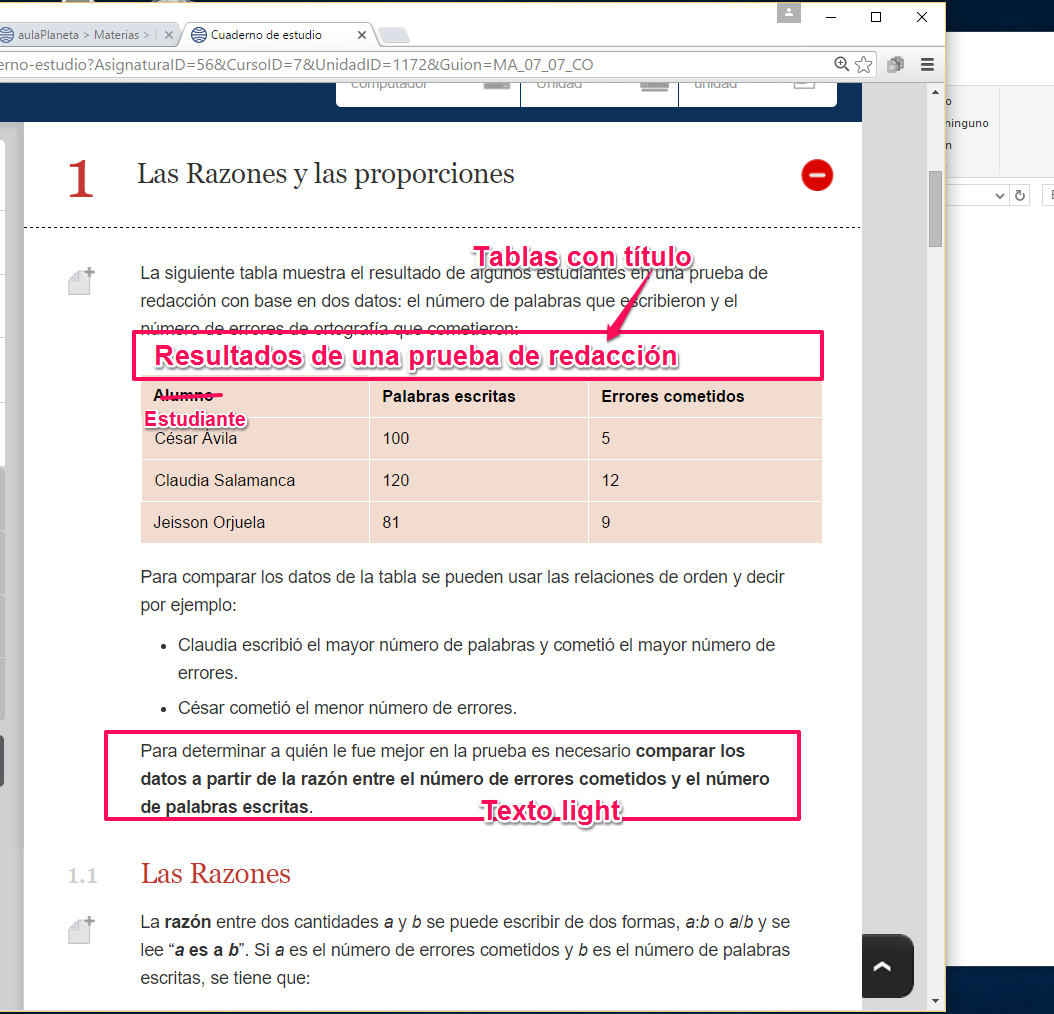 aulaPlaneta > Materias >
Cuaderno de estudio
erno-estudio?AsignaturaID=56&CursoID=7&UnidadID=1172&Guion=MA_07_07_CO
computador
Unidad
unidad
o
ninguno
n
1
Las Razones y las proporciones
Tablas con título
La siguiente tabla muestra el resultado de algunos estudiantes en una prueba de
redacción con base en dos datos: el número de palabras que escribieron y el
número de errores de ortografía que cometieron:
Resultados de una prueba de redacción
Alumno
Palabras escritas
Errores cometidos
Estudiante
César Ávila
100
5
Claudia Salamanca
120
12
Jeisson Orjuela
81
9
Para comparar los datos de la tabla se pueden usar las relaciones de orden y decir
por ejemplo:
• Claudia escribió el mayor número de palabras y cometió el mayor número de
errores.
• César cometió el menor número de errores.
Para determinar a quién le fue mejor en la prueba es necesario comparar los
datos a partir de la razón entre el número de errores cometidos y el número
de palabras escritas.
Texto light
1.1
Las Razones
La razón entre dos cantidades a y b se puede escribir de dos formas, a:b o a/b y se
lee “a es a b”. Si a es el número de errores cometidos y b es el número de palabras
escritas, se tiene que: